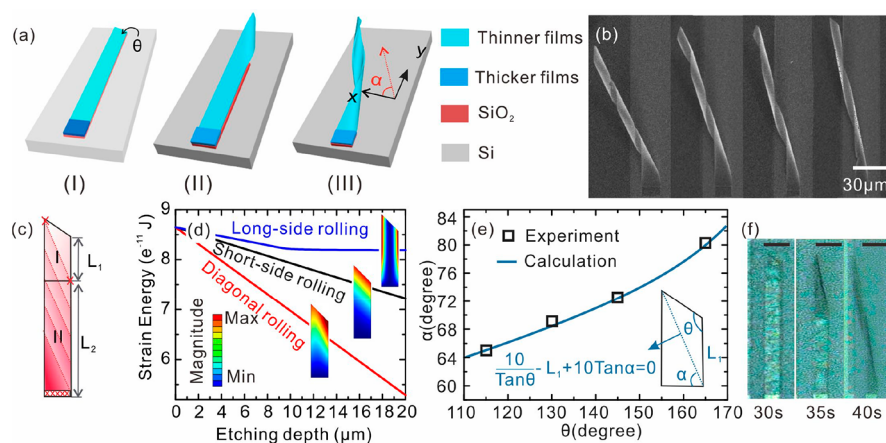 (a)
θ
y
x
α
(I)
(II)
(III)
Thinner films
Thicker films
SiO₂
Si
(b)
30μm
(c)
I
II
L₁
L₂
(d)
Long-side rolling
Short-side rolling
Diagonal rolling
Magnitude
Max
Min
Strain Energy (e⁻¹¹ J)
9
8
7
6
0 2 4 6 8 10 12 14 16 18 20
Etching depth (μm)
(e)
Experiment
Calculation
α(degree)
84
80
76
72
68
64
60
θ
L₁
α
10/Tanθ-L₁+10Tanα=0
110 120 130 140 150 160 170
θ(degree)
(f)
30s
35s
40s